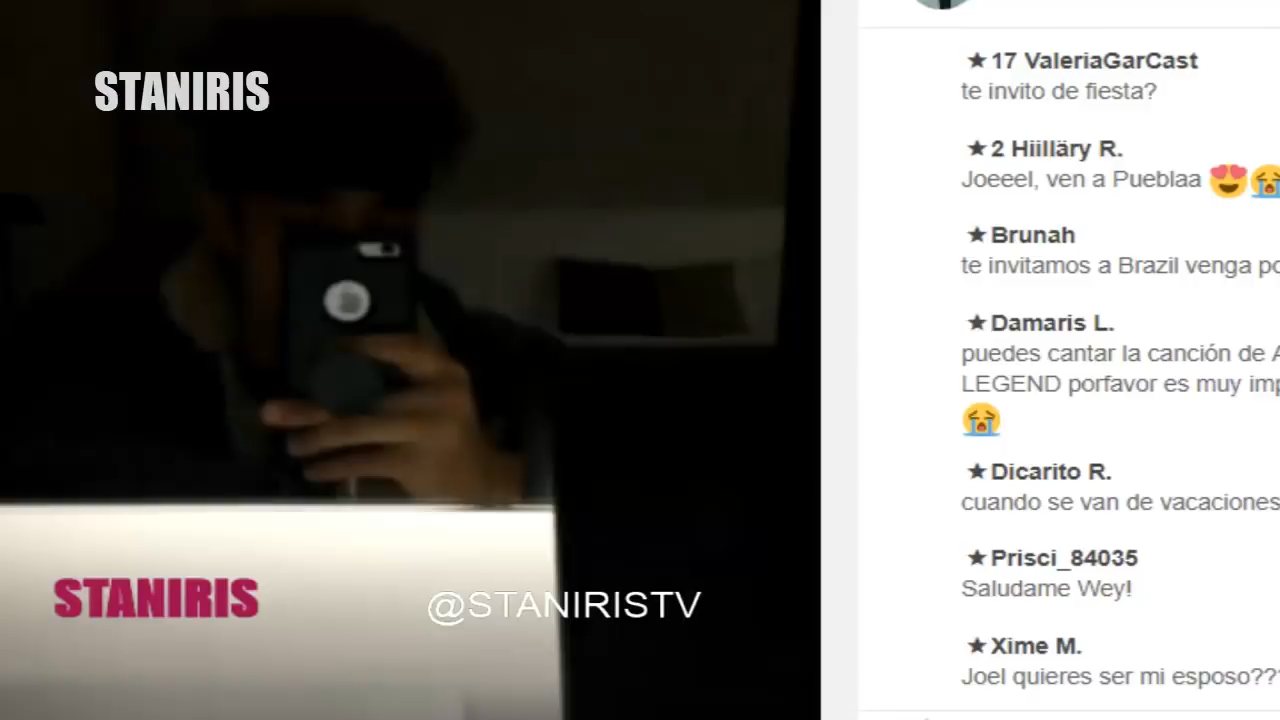 STANIRIS
STANIRIS
@STANIRISTV
★17 ValeriaGarCast
te invito de fiesta?
★2 Hiilläry R.
Joeeel, ven a Pueblaa 😍😭
★Brunah
te invitamos a Brazil venga
★Damaris L.
puedes cantar la canción de
LEGEND porfavor es muy
😭
★Dicarito R.
cuando se van de vacaciones
★Prisci_84035
Saludame Wey!
★Xime M.
Joel quieres ser mi esposo???